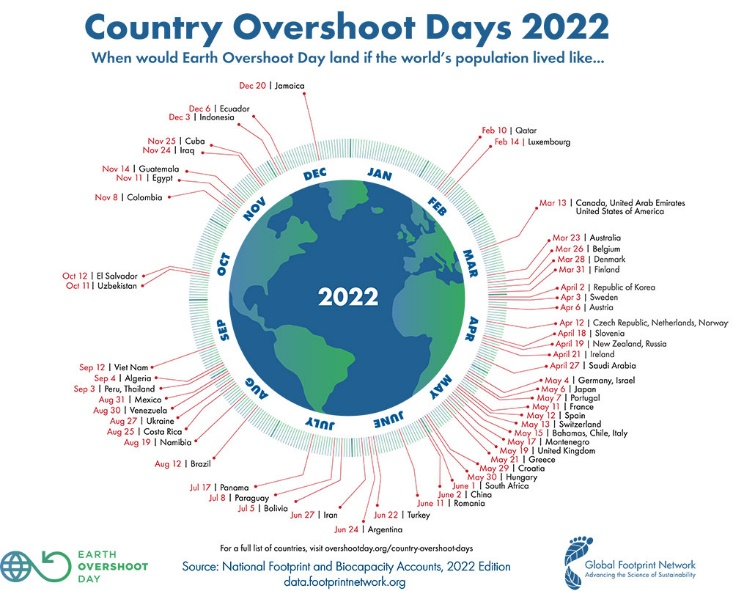 Country Overshoot Days 2022
When would Earth Overshoot Day land if the world's population lived like...
Dec 20 | Jamaica
Dec 6 | Ecuador
Dec 3 | Indonesia
Nov 25 | Cuba
Nov 24 | Iraq
Nov 14 | Guatemala
Nov 11 | Egypt
Nov 8 | Colombia
Oct 12 | El Salvador
Oct 11 | Uzbekistan
Sep 12 | Viet Nam
Sep 4 | Algeria
Sep 3 | Peru, Thailand
Aug 31 | Mexico
Aug 30 | Venezuela
Aug 27 | Ukraine
Aug 25 | Costa Rica
Aug 19 | Namibia
Aug 12 | Brazil
Jul 17 | Panama
Jul 8 | Paraguay
Jul 5 | Bolivia
Jun 27 | Iran
Jun 24 | Argentina
Jun 22 | Turkey
Feb 10 | Qatar
Feb 14 | Luxembourg
Mar 13 | Canada, United Arab Emirates
United States of America
Mar 23 | Australia
Mar 26 | Belgium
Mar 28 | Denmark
Mar 31 | Finland
April 2 | Republic of Korea
Apr 3 | Sweden
Apr 6 | Austria
Apr 12 | Czech Republic, Netherlands, Norway
April 18 | Slovenia
April 19 | New Zealand, Russia
April 21 | Ireland
April 27 | Saudi Arabia
May 4 | Germany, Israel
May 6 | Japan
May 7 | Portugal
May 11 | France
May 12 | Spain
May 13 | Switzerland
May 15 | Bahamas, Chile, Italy
May 17 | Montenegro
May 19 | United Kingdom
May 21 | Greece
May 29 | Croatia
May 30 | Hungary
June 1 | South Africa
June 2 | China
June 11 | Romania
JAN
FEB
MAR
APR
MAY
JUNE
JULY
AUG
SEP
OCT
NOV
DEC
2022
For a full list of countries, visit overshootday.org/country-overshoot-days
Source: National Footprint and Biocapacity Accounts, 2022 Edition
data.footprintnetwork.org
EARTH
OVERSHOOT
DAY
Global Footprint Network
Advancing the Science of Sustainability